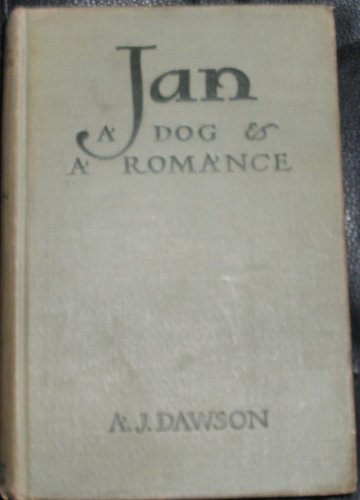 Jan
A DOG &
A ROMANCE
A. J. DAWSON